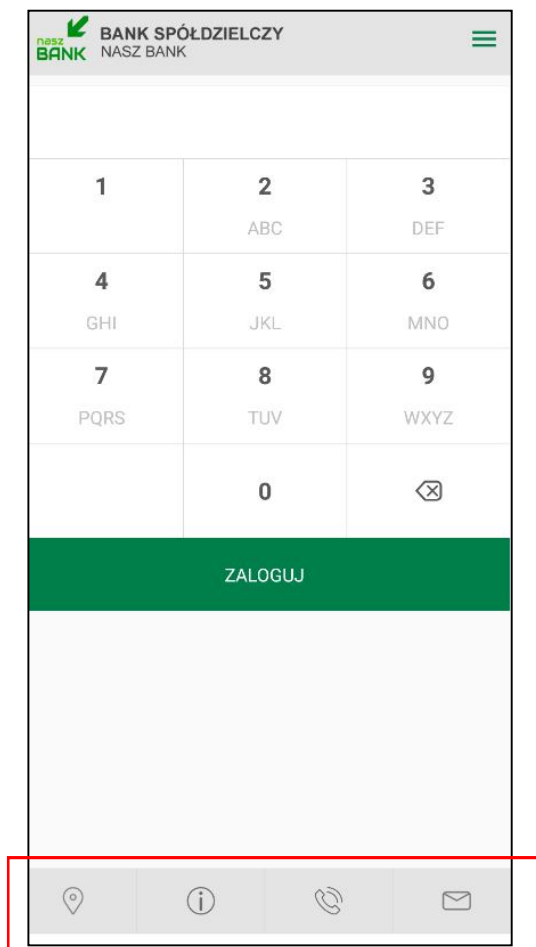 nasz
BANK
BANK SPÓŁDZIELCZY
NASZ BANK
1 2 3
ABC DEF
4 5 6
GHI JKL MNO
7 8 9
PQRS TUV WXYZ
0
ZALOGUJ